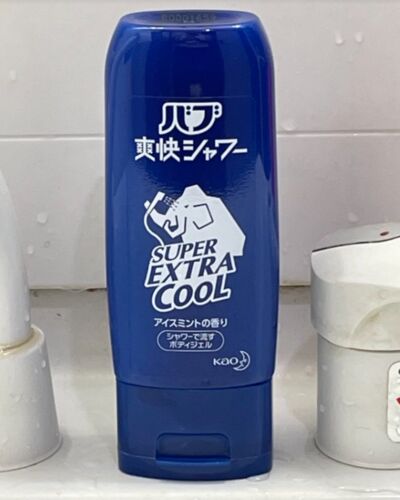 バブ
爽快シャワー
SUPER
EXTRA
COOL
アイスミントの香り
シャワーで流す
ボディジェル
Kao